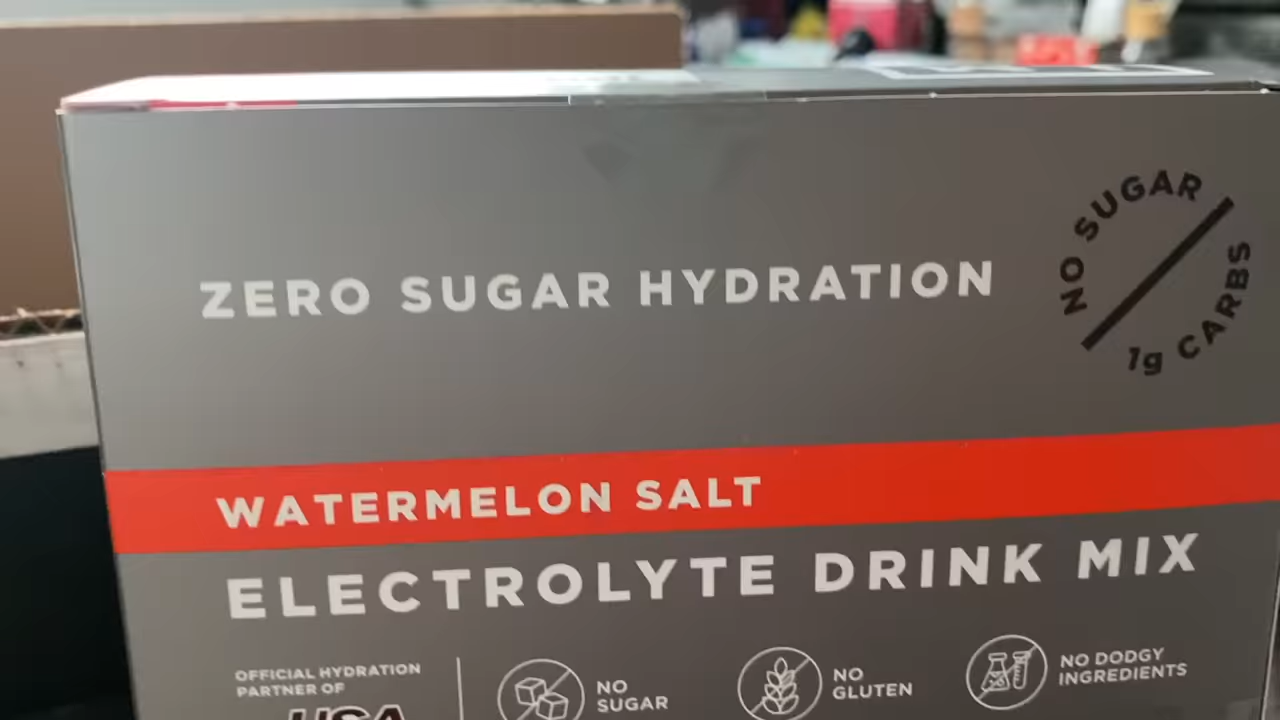 ZERO SUGAR HYDRATION
NO SUGAR
1g CARBS
WATERMELON SALT
ELECTROLYTE DRINK MIX
OFFICIAL HYDRATION
PARTNER OF
USA
NO
SUGAR
NO
GLUTEN
NO DODGY
INGREDIENTS